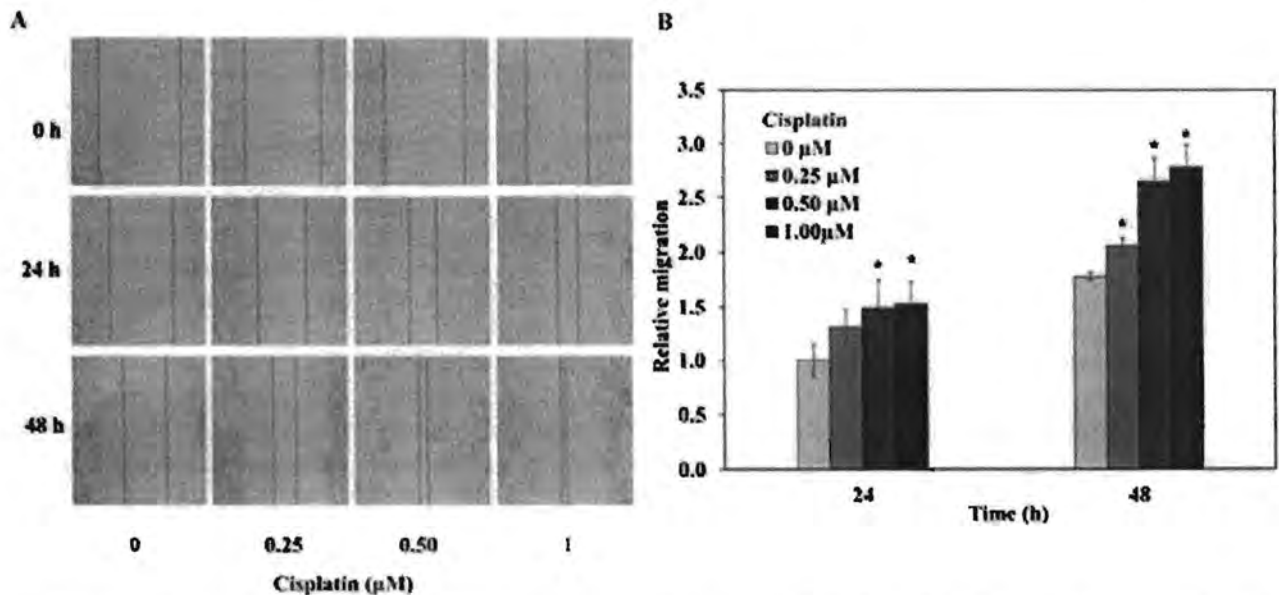 A
0 h
24 h
48 h
0 0.25 0.50 1
Cisplatin (µM)
B
3.5
3.0
2.5
2.0
1.5
1.0
0.5
0.0
Relative migration
Cisplatin
0 µM
0.25 µM
0.50 µM
1.00µM
* * * * *
24 48
Time (h)